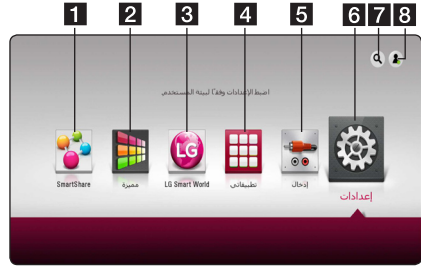 1 2 3 4 5 6 7 8
اضبط الإعدادات وفقًا لبيئة المستخدم.
SmartShare
مميزة
LG
LG Smart World
تطبيقاتي
إدخال
إعدادات